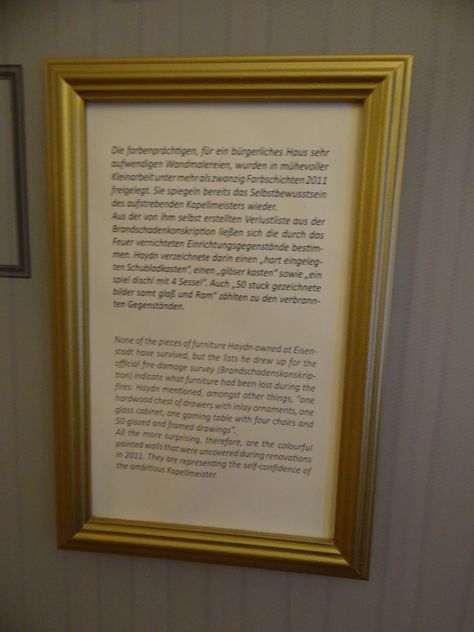 Die farbenprächtigen, für ein bürgerliches Haus sehr
aufwendigen Wandmalereien, wurden in mühevoller
Kleinarbeit unter mehr als zwanzig Farbschichten 2011
freigelegt. Sie spiegeln bereits das Selbstbewusstsein
des aufstrebenden Kapellmeisters wieder.
Aus der von ihm selbst erstellten Verlustliste aus der
Brandschadenkonskription ließen sich die durch das
Feuer vernichteten Einrichtungsgegenstände bestim-
men. Haydn verzeichnete darin einen „hart eingeleg-
ten Schubladkasten", einen „gläser kasten" sowie „ein
spiel dischl mit 4 Sessel". Auch „50 stuck gezeichnete
bilder samt glaß und Ram" zählten zu den verbrann-
ten Gegenständen.
None of the pieces of furniture Haydn owned at Eisen-
stadt have survived, but the lists he drew up for the
official fire-damage survey (Brandschadenskonskrip-
tion) indicate what furniture had been lost during the
fires: Haydn mentioned, amongst other things, "one
hardwood chest of drawers with inlay ornaments, one
glass cabinet, one gaming table with four chairs and
50 glazed and framed drawings".
All the more surprising, therefore, are the colourful
painted walls that were uncovered during renovations
in 2011. They are representing the self-confidence of
the ambitious Kapellmeister.